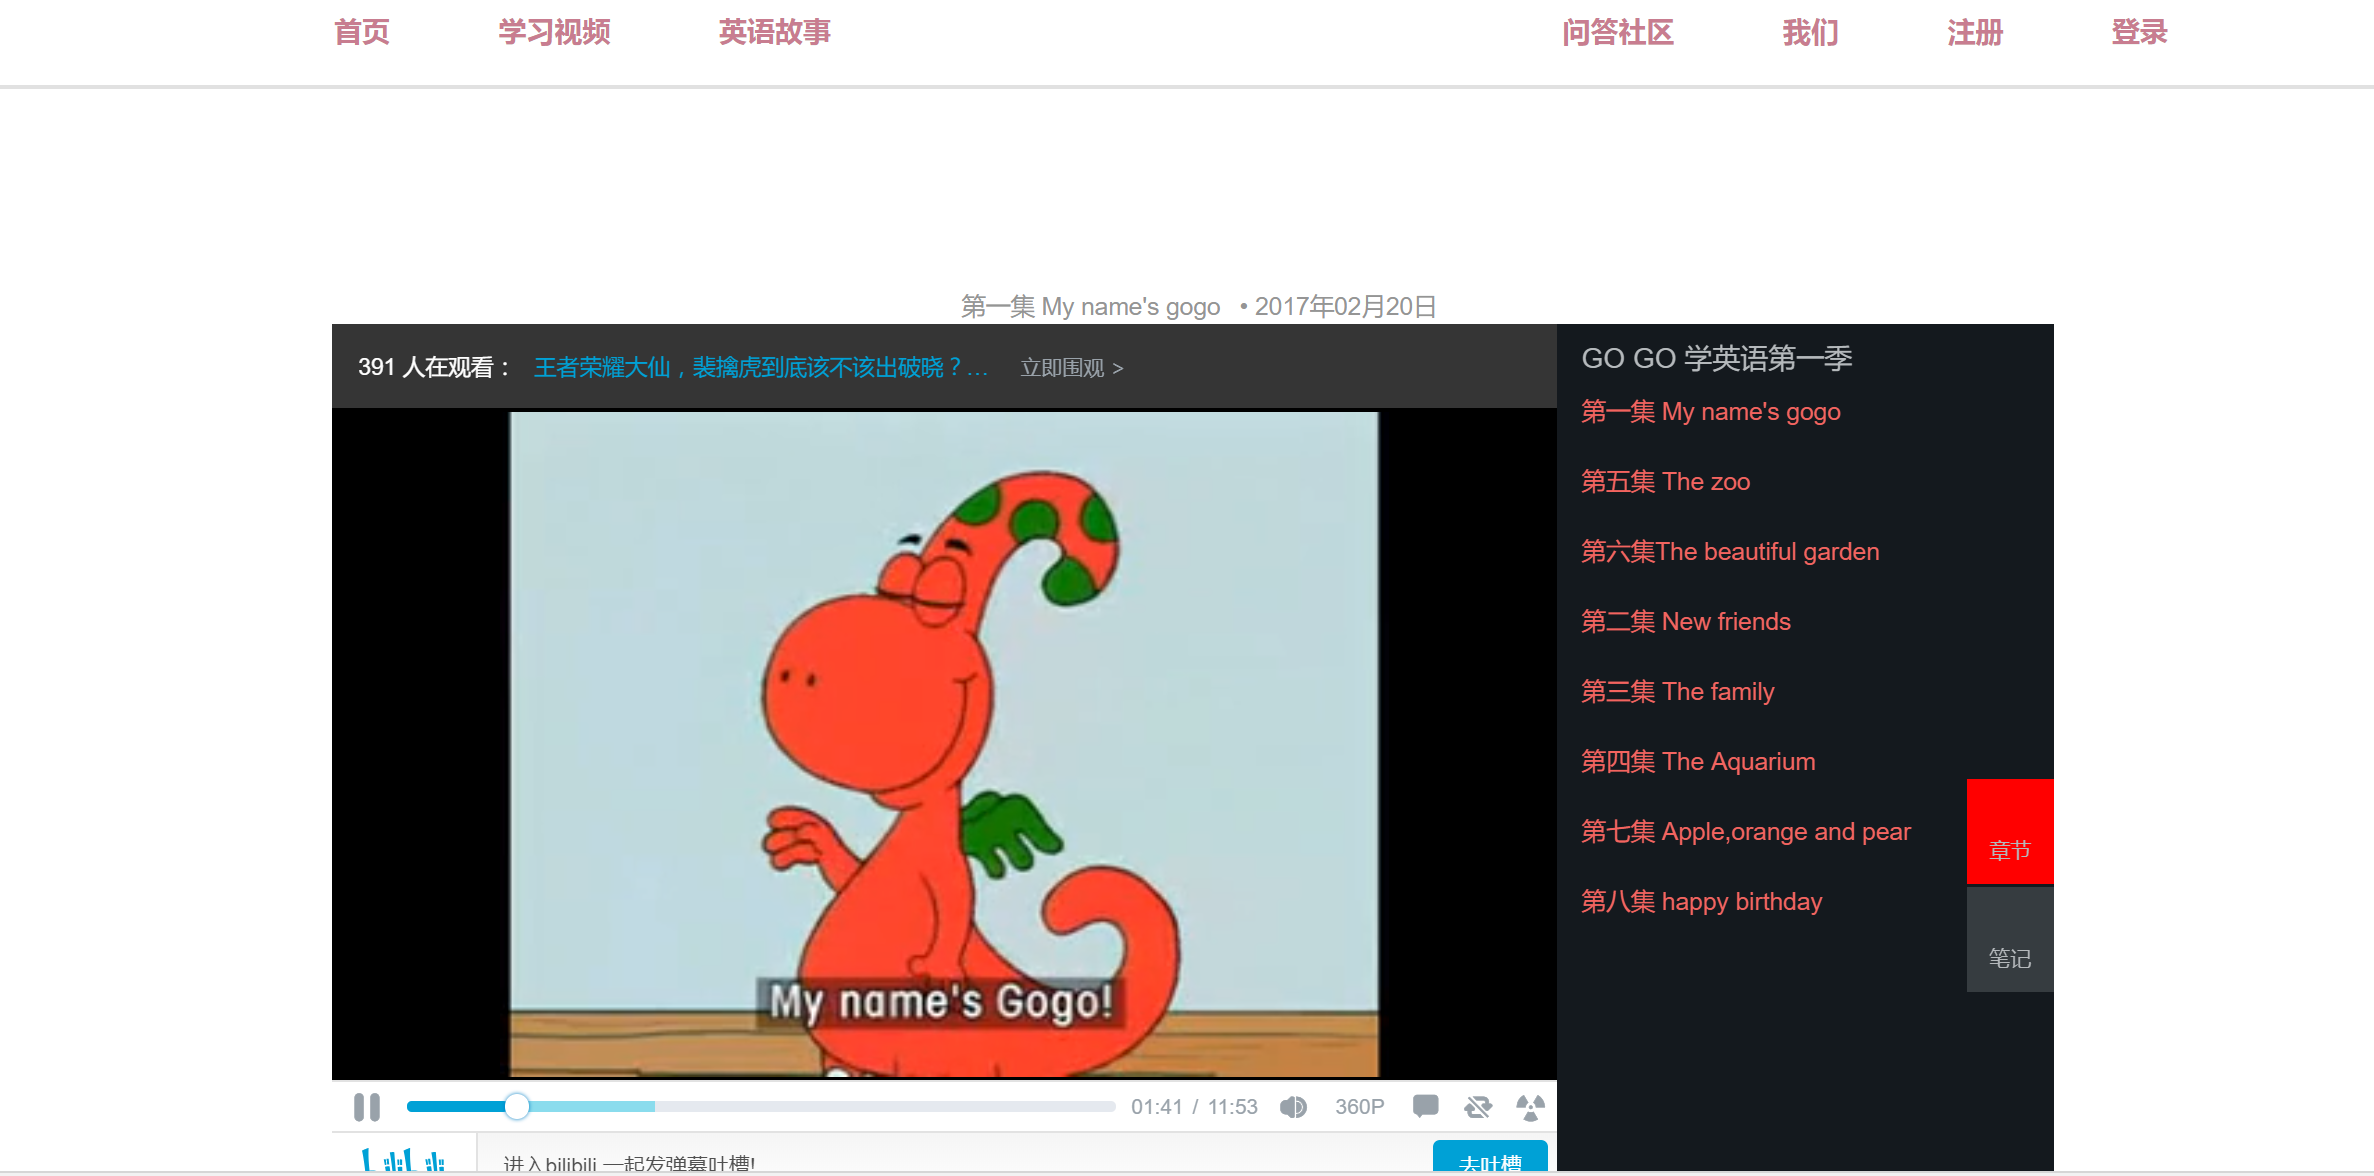 首页 学习视频 英语故事 问答社区 我们 注册 登录
第一集 My name's gogo • 2017年02月20日
391 人在观看： 王者荣耀大仙，裴擒虎到底该不该出破晓？... 立即围观 >
My name's Gogo!
01:41 / 11:53 360P
进入bilibili 一起发弹幕吐槽! 去吐槽
GO GO 学英语第一季
第一集 My name's gogo
第五集 The zoo
第六集The beautiful garden
第二集 New friends
第三集 The family
第四集 The Aquarium
第七集 Apple,orange and pear
第八集 happy birthday
章节
笔记